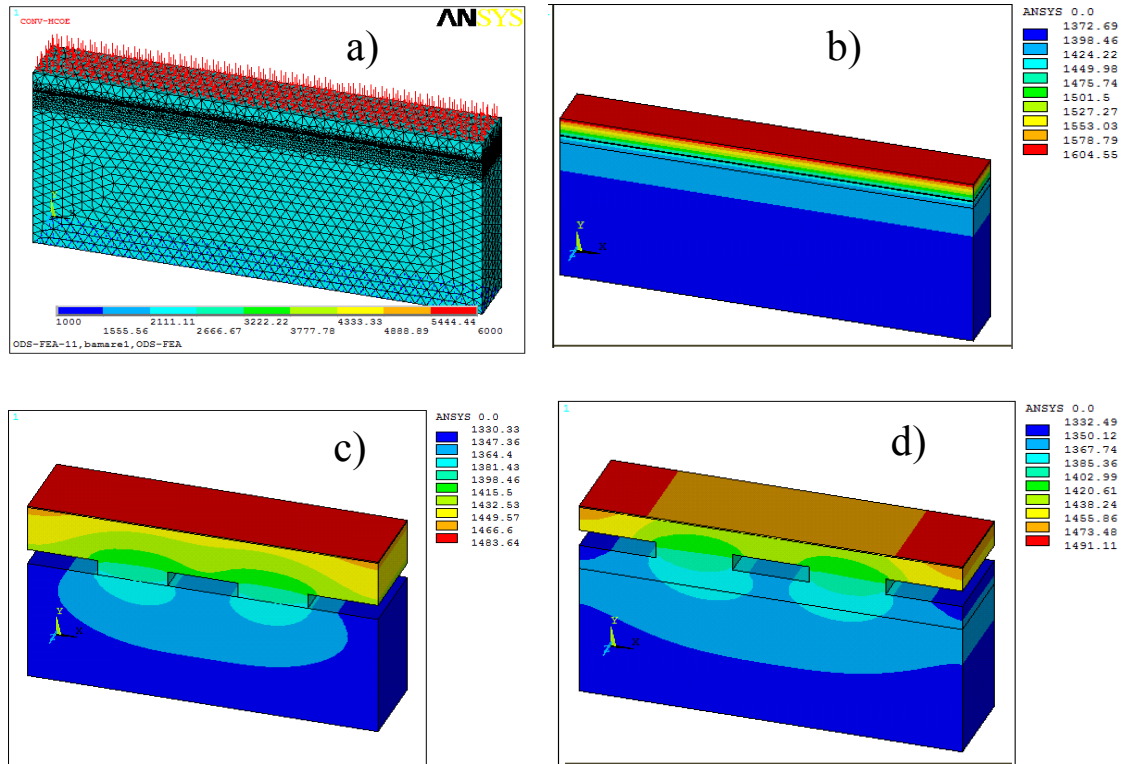 1
CONV-HCOE
ANSYS
a)
Y
X
1000
1555.56
2111.11
2666.67
3222.22
3777.78
4333.33
4888.89
5444.44
6000
ODS-FEA-11,bamare1,ODS-FEA
b)
Y
Z
X
ANSYS 0.0
1372.69
1398.46
1424.22
1449.98
1475.74
1501.5
1527.27
1553.03
1578.79
1604.55
1
c)
Y
Z
X
ANSYS 0.0
1330.33
1347.36
1364.4
1381.43
1398.46
1415.5
1432.53
1449.57
1466.6
1483.64
1
d)
Y
Z
X
ANSYS 0.0
1332.49
1350.12
1367.74
1385.36
1402.99
1420.61
1438.24
1455.86
1473.48
1491.11